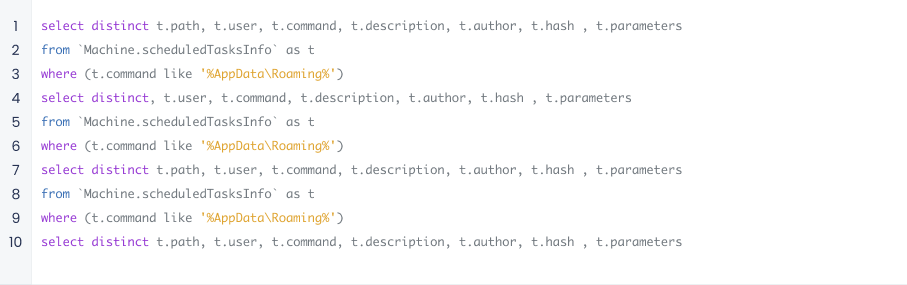 1 select distinct t.path, t.user, t.command, t.description, t.author, t.hash , t.parameters
2 from `Machine.scheduledTasksInfo` as t
3 where (t.command like '%AppData\Roaming%')
4 select distinct, t.user, t.command, t.description, t.author, t.hash , t.parameters
5 from `Machine.scheduledTasksInfo` as t
6 where (t.command like '%AppData\Roaming%')
7 select distinct t.path, t.user, t.command, t.description, t.author, t.hash , t.parameters
8 from `Machine.scheduledTasksInfo` as t
9 where (t.command like '%AppData\Roaming%')
10 select distinct t.path, t.user, t.command, t.description, t.author, t.hash , t.parameters